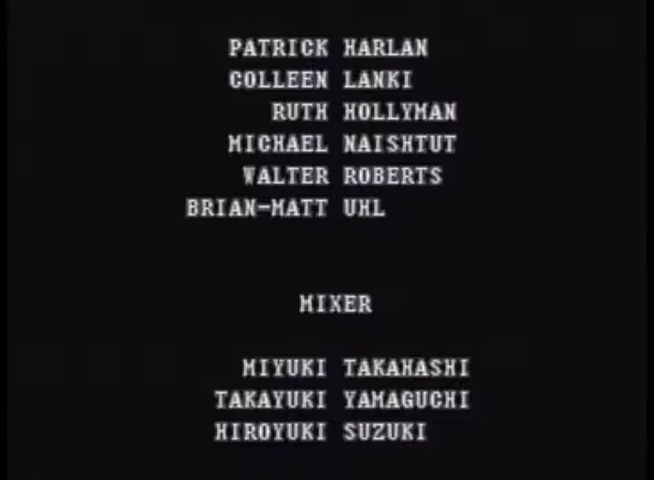 PATRICK HARLAN
COLLEEN LANKI
RUTH HOLLYMAN
MICHAEL NAISHTUT
WALTER ROBERTS
BRIAN-MATT UHL
MIXER
MIYUKI TAKAHASHI
TAKAYUKI YAMAGUCHI
HIROYUKI SUZUKI